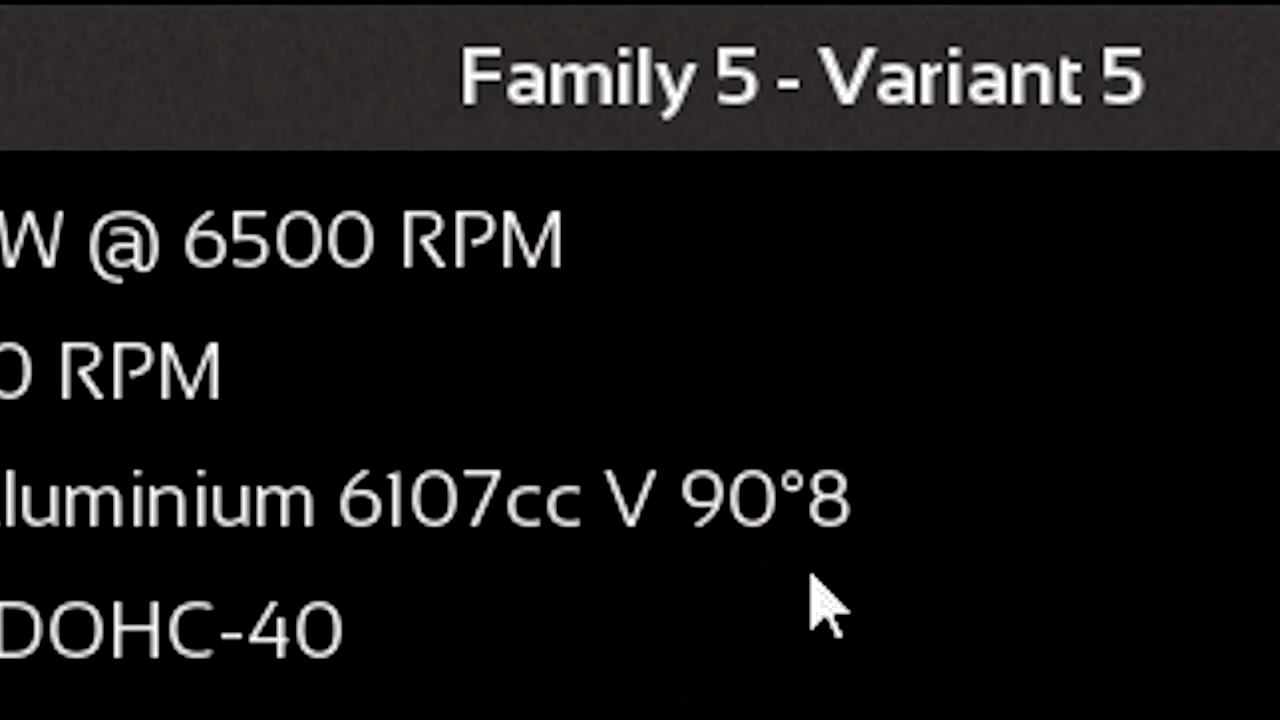 Family 5 - Variant 5
W @ 6500 RPM
0 RPM
luminium 6107cc V 90°8
DOHC-40